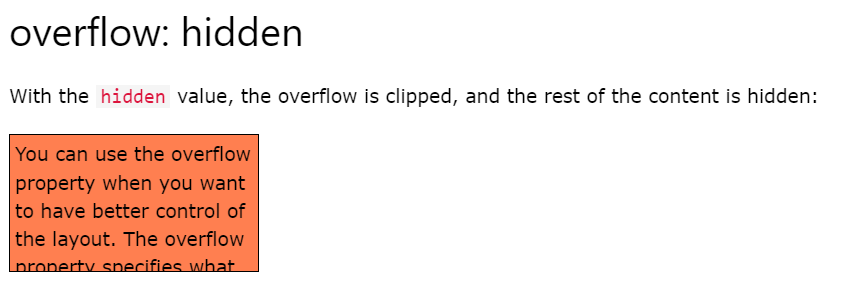 overflow: hidden
With the hidden value, the overflow is clipped, and the rest of the content is hidden:
You can use the overflow
property when you want
to have better control of
the layout. The overflow
property specifies what